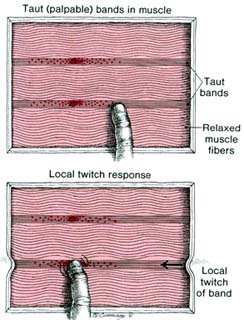 Taut (palpable) bands in muscle
Taut
bands
Relaxed
muscle
fibers
Local twitch response
Local
twitch
of band